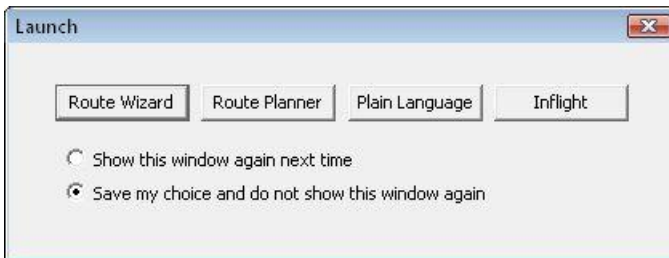 Launch
Route Wizard Route Planner Plain Language Inflight
Show this window again next time
Save my choice and do not show this window again